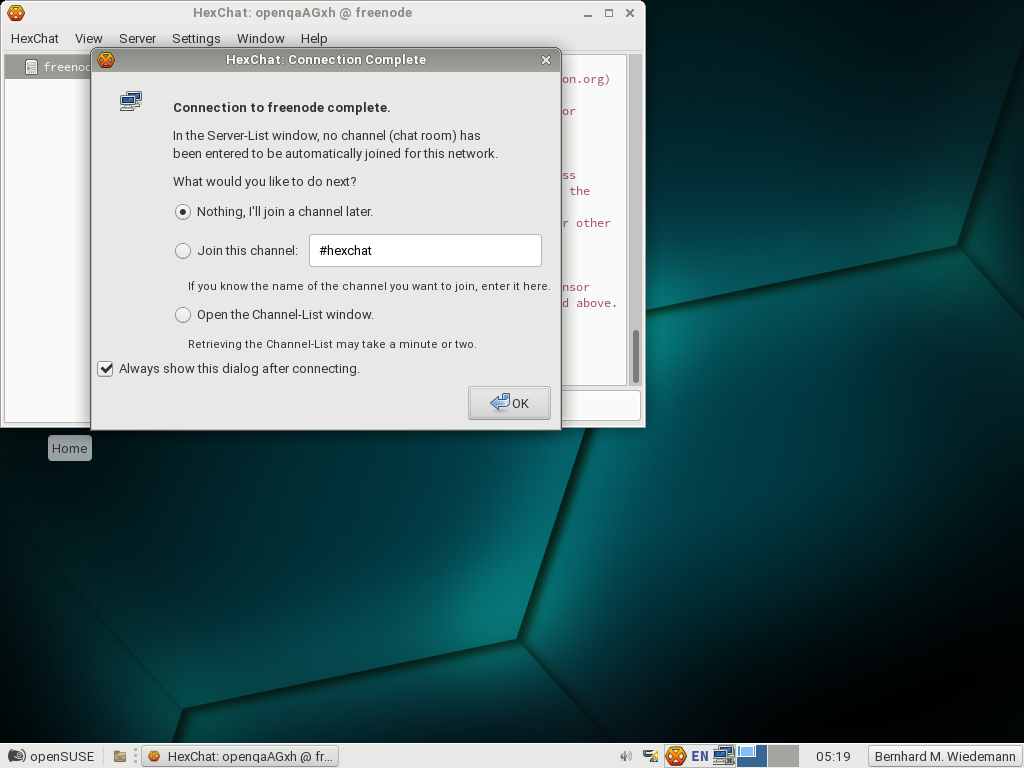 HexChat: openqaAGxh @ freenode
HexChat View Server Settings Window Help
HexChat: Connection Complete
on.org)
or
Connection to freenode complete.
In the Server-List window, no channel (chat room) has
been entered to be automatically joined for this network.
ss
What would you like to do next?
the
Nothing, I'll join a channel later.
r other
Join this channel: #hexchat
If you know the name of the channel you want to join, enter it here.
nsor
d above.
Open the Channel-List window.
Retrieving the Channel-List may take a minute or two.
Always show this dialog after connecting.
OK
Home
openSUSE HexChat: openqaAGxh @ fr... EN 05:19 Bernhard M. Wiedemann